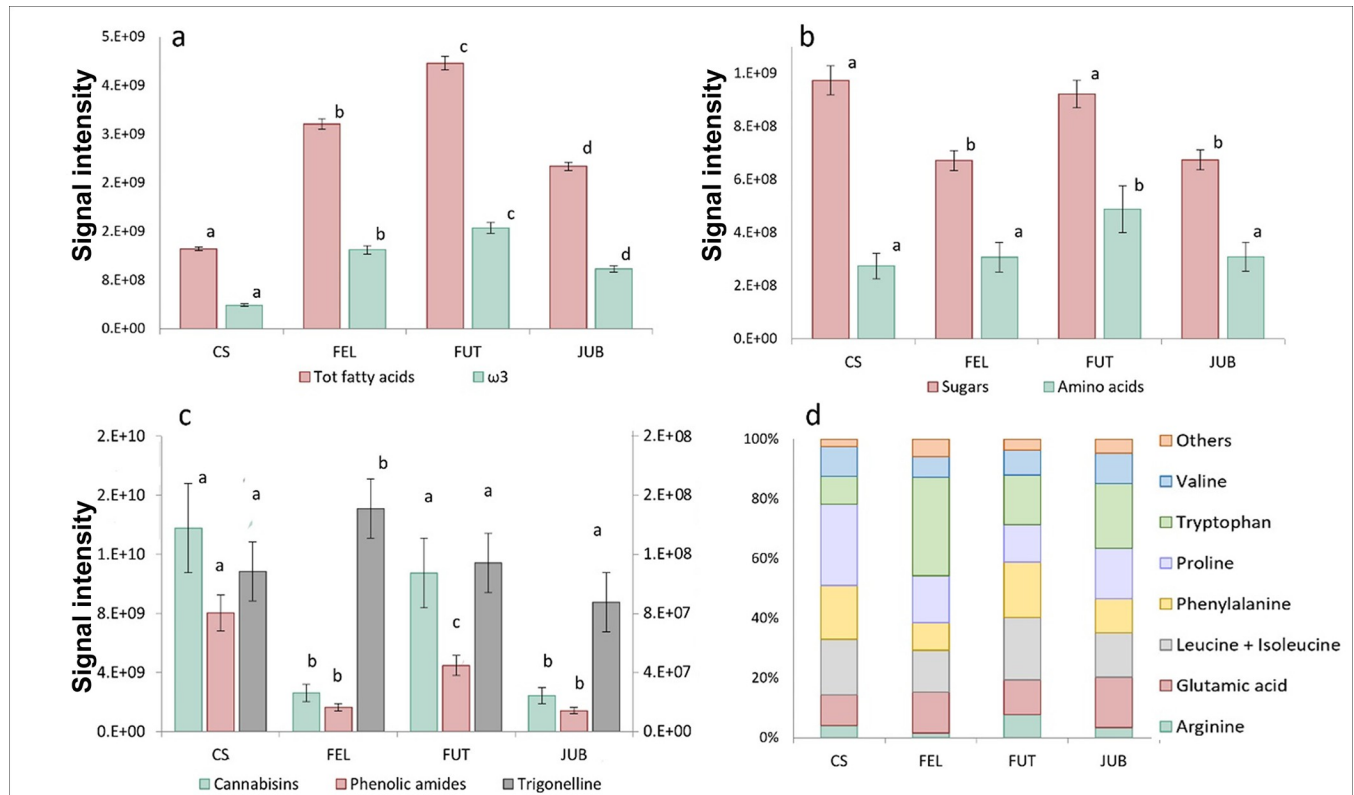 a
5.E+09
4.E+09
3.E+09
2.E+09
2.E+09
8.E+08
0.E+00
Signal intensity
a a b b c c d d
CS FEL FUT JUB
Tot fatty acids ω3
b
1.E+09
8.E+08
6.E+08
4.E+08
2.E+08
0.E+00
Signal intensity
a a b a a b b a
CS FEL FUT JUB
Sugars Amino acids
c
2.E+10
2.E+10
1.E+10
8.E+09
4.E+09
0.E+00
Signal intensity
a a a b b b a c a b b a
2.E+08
2.E+08
1.E+08
8.E+07
4.E+07
0.E+00
CS FEL FUT JUB
Cannabisins Phenolic amides Trigonelline
d
100%
80%
60%
40%
20%
0%
CS FEL FUT JUB
Others
Valine
Tryptophan
Proline
Phenylalanine
Leucine + Isoleucine
Glutamic acid
Arginine